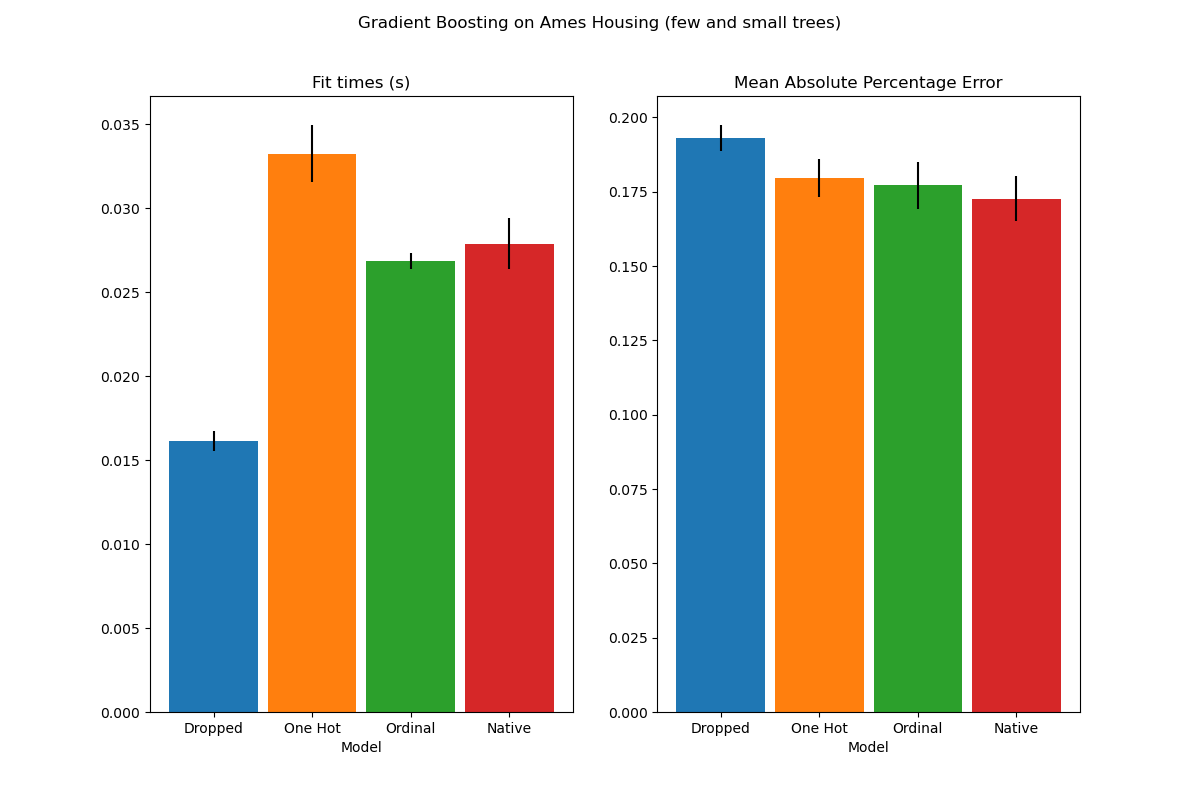 Gradient Boosting on Ames Housing (few and small trees)
Fit times (s)
0.035
0.030
0.025
0.020
0.015
0.010
0.005
0.000
Dropped One Hot Ordinal Native
Model
Mean Absolute Percentage Error
0.200
0.175
0.150
0.125
0.100
0.075
0.050
0.025
0.000
Dropped One Hot Ordinal Native
Model